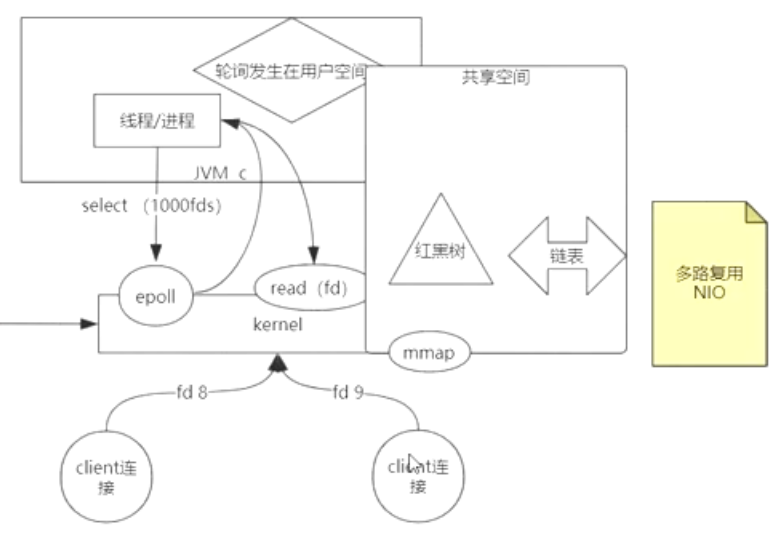 轮词发生在用户空间
共享空间
线程/进程
JVM c
select （1000fds）
红黑树
链表
多路复用
NIO
epoll
read（fd）
kernel
mmap
fd 8
fd 9
client连
接
client连
接